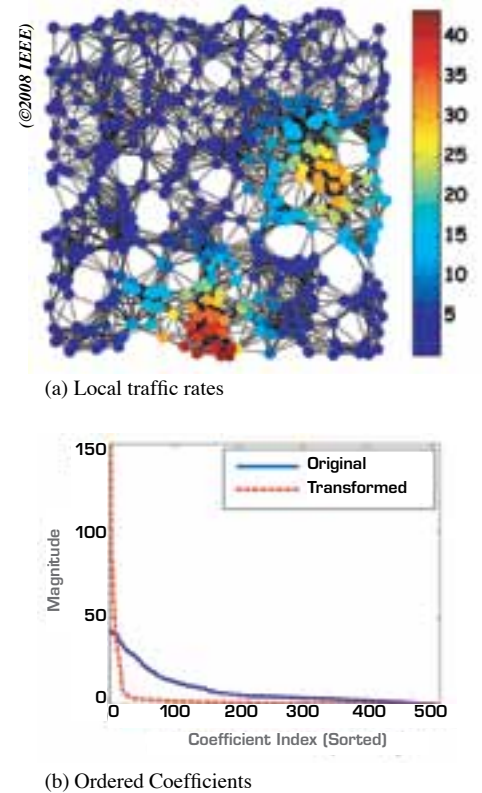 (©2008 IEEE)
40
35
30
25
20
15
10
5
(a) Local traffic rates
150
100
50
0
Magnitude
Original
Transformed
0 100 200 300 400 500
Coefficient Index (Sorted)
(b) Ordered Coefficients